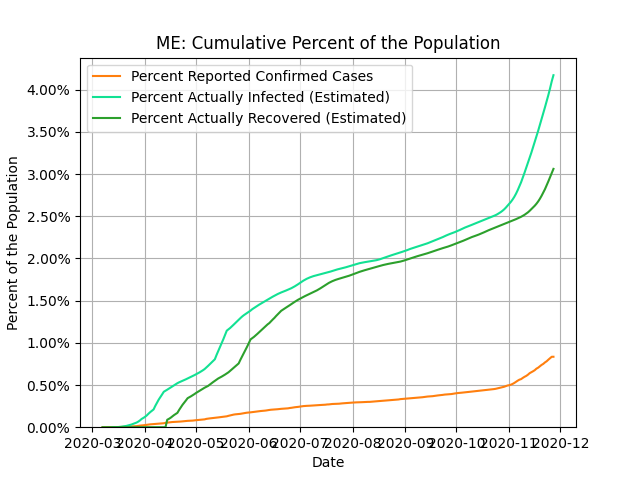 ME: Cumulative Percent of the Population
Percent Reported Confirmed Cases
Percent Actually Infected (Estimated)
Percent Actually Recovered (Estimated)
4.00%
3.50%
3.00%
2.50%
2.00%
1.50%
1.00%
0.50%
0.00%
Percent of the Population
2020-03 2020-04 2020-05 2020-06 2020-07 2020-08 2020-09 2020-10 2020-11 2020-12
Date